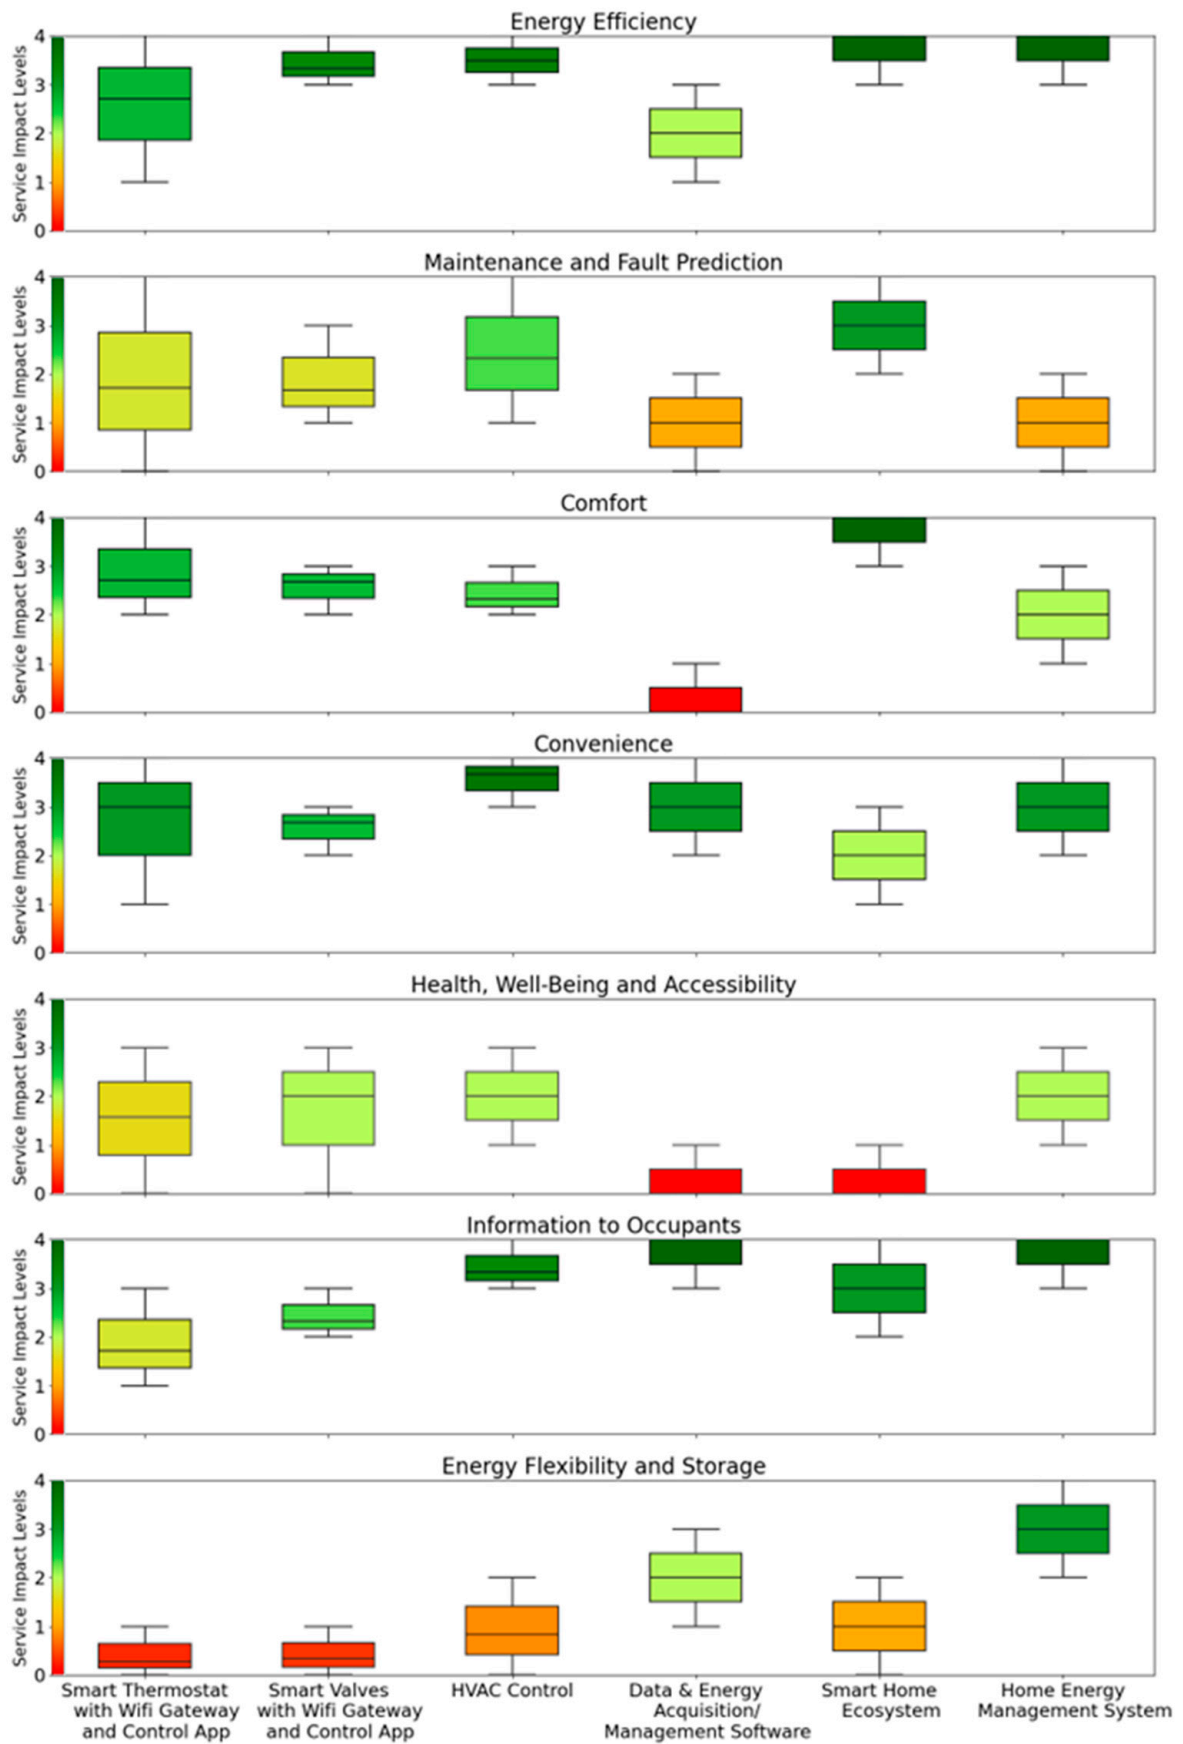 Energy Efficiency
Service Impact Levels
4
3
2
1
0
Maintenance and Fault Prediction
Service Impact Levels
4
3
2
1
0
Comfort
Service Impact Levels
4
3
2
1
0
Convenience
Service Impact Levels
4
3
2
1
0
Health, Well-Being and Accessibility
Service Impact Levels
4
3
2
1
0
Information to Occupants
Service Impact Levels
4
3
2
1
0
Energy Flexibility and Storage
Service Impact Levels
4
3
2
1
0
Smart Thermostat
with Wifi Gateway
and Control App
Smart Valves
with Wifi Gateway
and Control App
HVAC Control
Data & Energy
Acquisition/
Management Software
Smart Home
Ecosystem
Home Energy
Management System